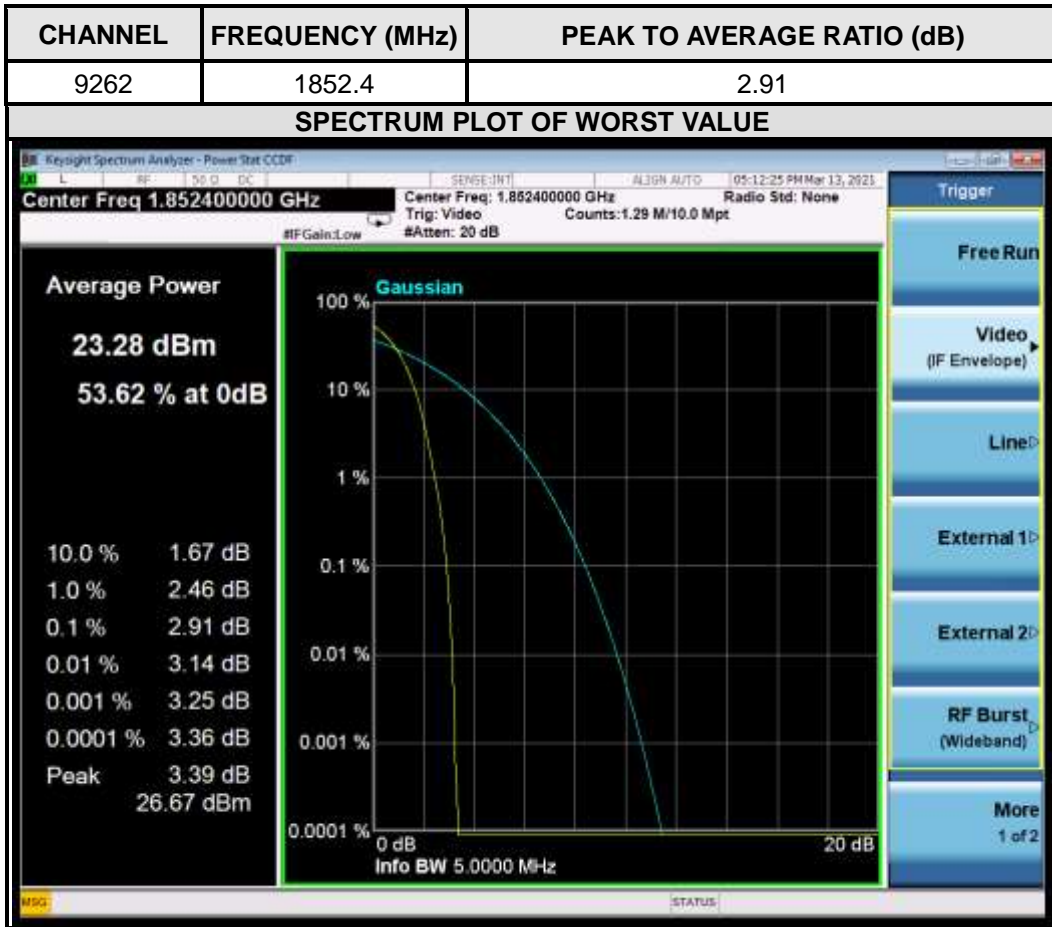 CHANNEL FREQUENCY (MHz) PEAK TO AVERAGE RATIO (dB)
9262 1852.4 2.91
SPECTRUM PLOT OF WORST VALUE
Keysight Spectrum Analyzer - Power Stat CCDF
LXI L RF 50 Ω DC SENSE:INT ALIGN AUTO 05:12:25 PM Mar 13, 2021
Center Freq 1.852400000 GHz
Center Freq: 1.852400000 GHz Radio Std: None
Trig: Video Counts:1.29 M/10.0 Mpt
#IFGain:Low #Atten: 20 dB
Average Power
23.28 dBm
53.62 % at 0dB
10.0 % 1.67 dB
1.0 % 2.46 dB
0.1 % 2.91 dB
0.01 % 3.14 dB
0.001 % 3.25 dB
0.0001 % 3.36 dB
Peak 3.39 dB
26.67 dBm
Gaussian
100 %
10 %
1 %
0.1 %
0.01 %
0.001 %
0.0001 %
0 dB 20 dB
Info BW 5.0000 MHz
Trigger
Free Run
Video
(IF Envelope)
Line
External 1
External 2
RF Burst
(Wideband)
More
1 of 2
MSG STATUS